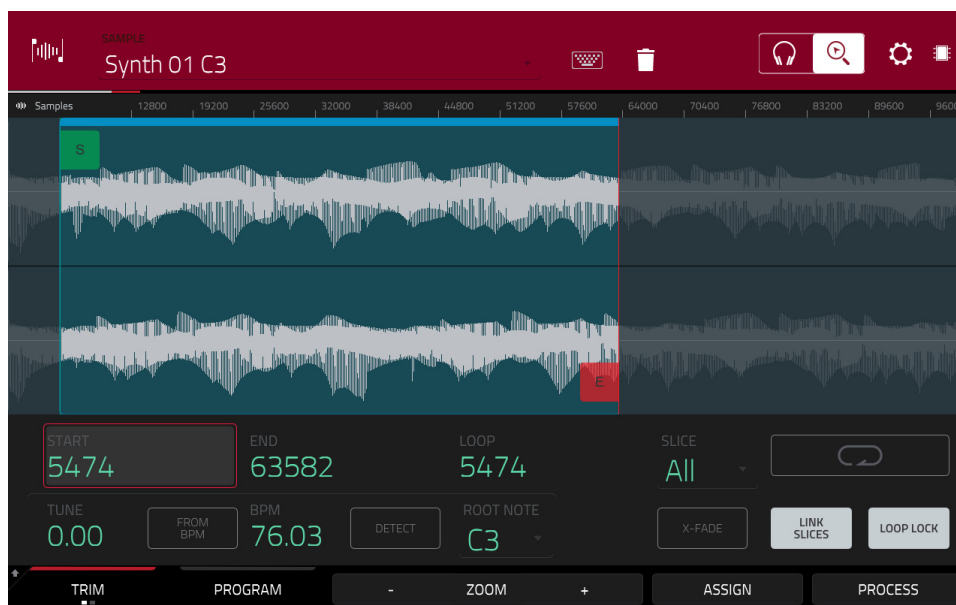 SAMPLE
Synth 01 C3
Samples 12800 19200 25600 32000 38400 44800 51200 57600 64000 70400 76800 83200 89600 9600
S
E
START END LOOP SLICE
5474 63582 5474 All
TUNE BPM ROOT NOTE
0.00 FROM BPM 76.03 DETECT C3 X-FADE LINK SLICES LOOP LOCK
TRIM PROGRAM - ZOOM + ASSIGN PROCESS